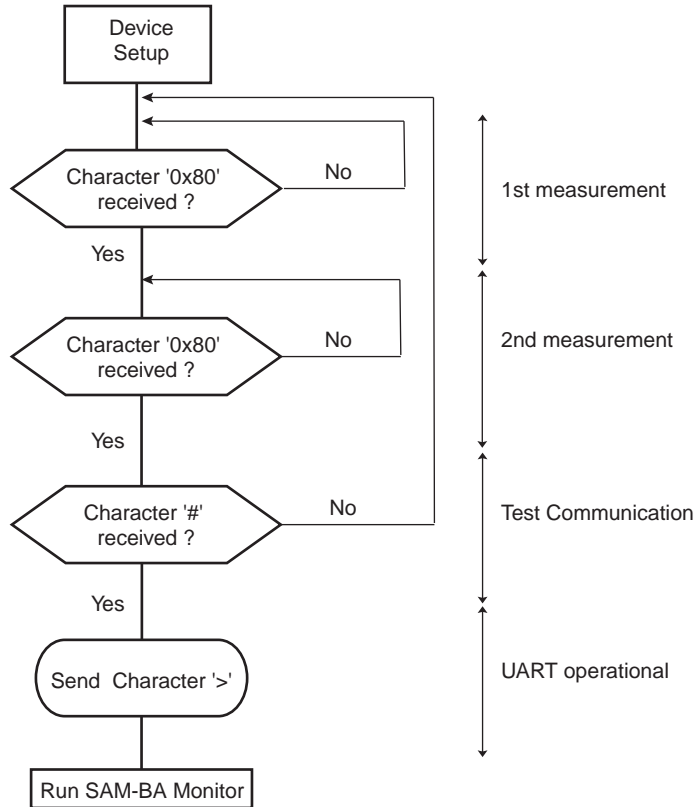 Device
Setup
Character '0x80'
received ?
No
1st measurement
Yes
Character '0x80'
received ?
No
2nd measurement
Yes
Character '#'
received ?
No
Test Communication
Yes
Send Character '>'
UART operational
Run SAM-BA Monitor